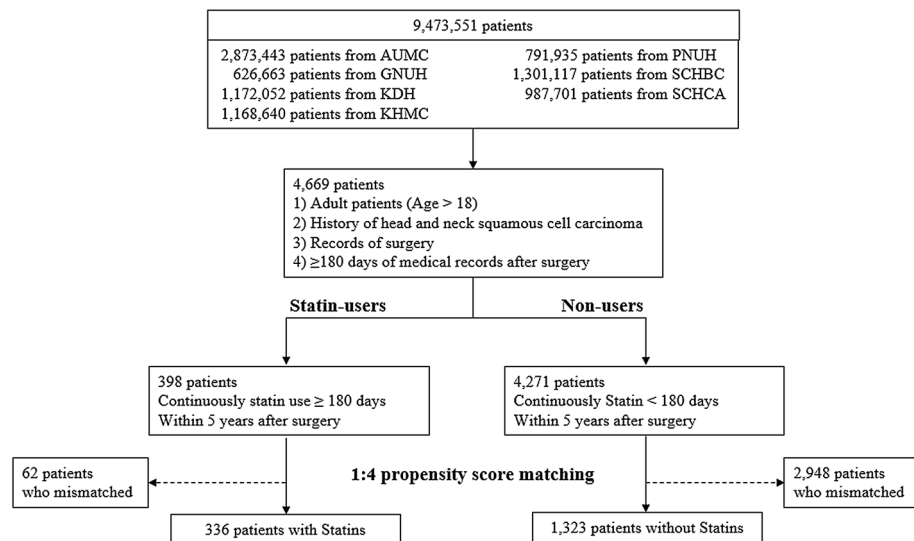 9,473,551 patients
2,873,443 patients from AUMC
626,663 patients from GNUH
1,172,052 patients from KDH
1,168,640 patients from KHMC
791,935 patients from PNUH
1,301,117 patients from SCHBC
987,701 patients from SCHCA
4,669 patients
1) Adult patients (Age > 18)
2) History of head and neck squamous cell carcinoma
3) Records of surgery
4) ≥180 days of medical records after surgery
Statin-users
Non-users
398 patients
Continuously statin use ≥ 180 days
Within 5 years after surgery
4,271 patients
Continuously Statin < 180 days
Within 5 years after surgery
62 patients
who mismatched
1:4 propensity score matching
2,948 patients
who mismatched
336 patients with Statins
1,323 patients without Statins